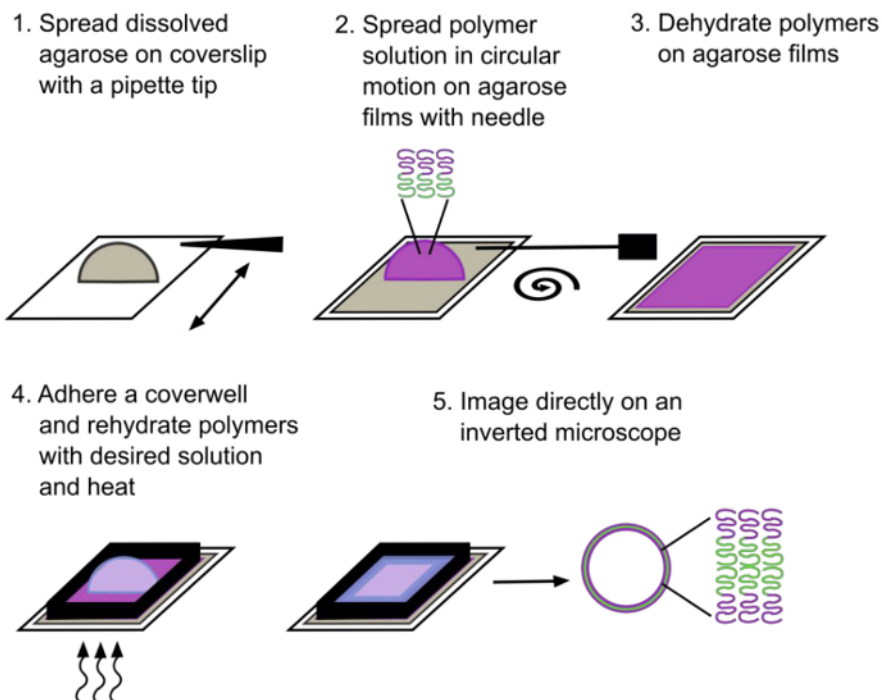 1. Spread dissolved
agarose on coverslip
with a pipette tip
2. Spread polymer
solution in circular
motion on agarose
films with needle
3. Dehydrate polymers
on agarose films
4. Adhere a coverwell
and rehydrate polymers
with desired solution
and heat
5. Image directly on an
inverted microscope